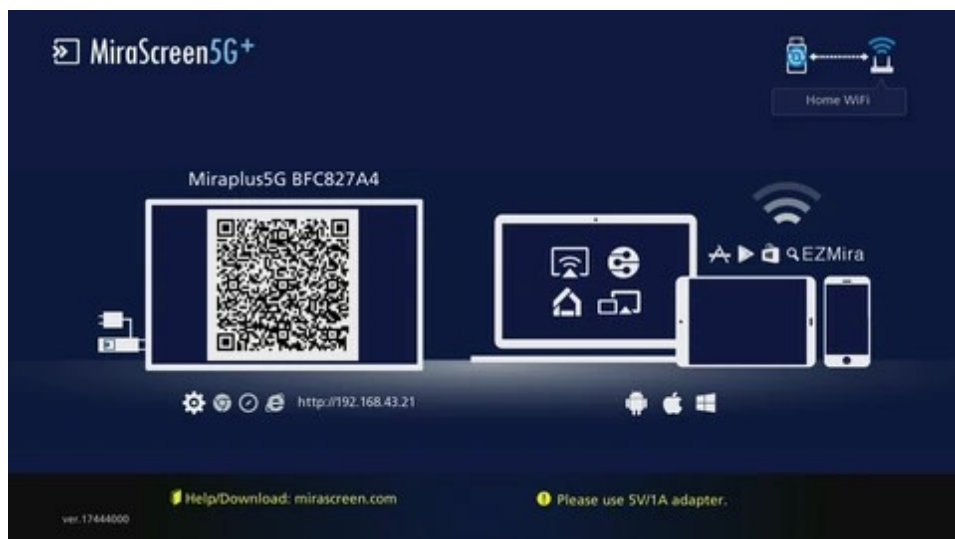 MiraScreen5G+
Home WiFi
Miraplus5G BFC827A4
EZMira
http://192.168.43.21
Help/Download: mirascreen.com
Please use 5V/1A adapter.
ver.17444000